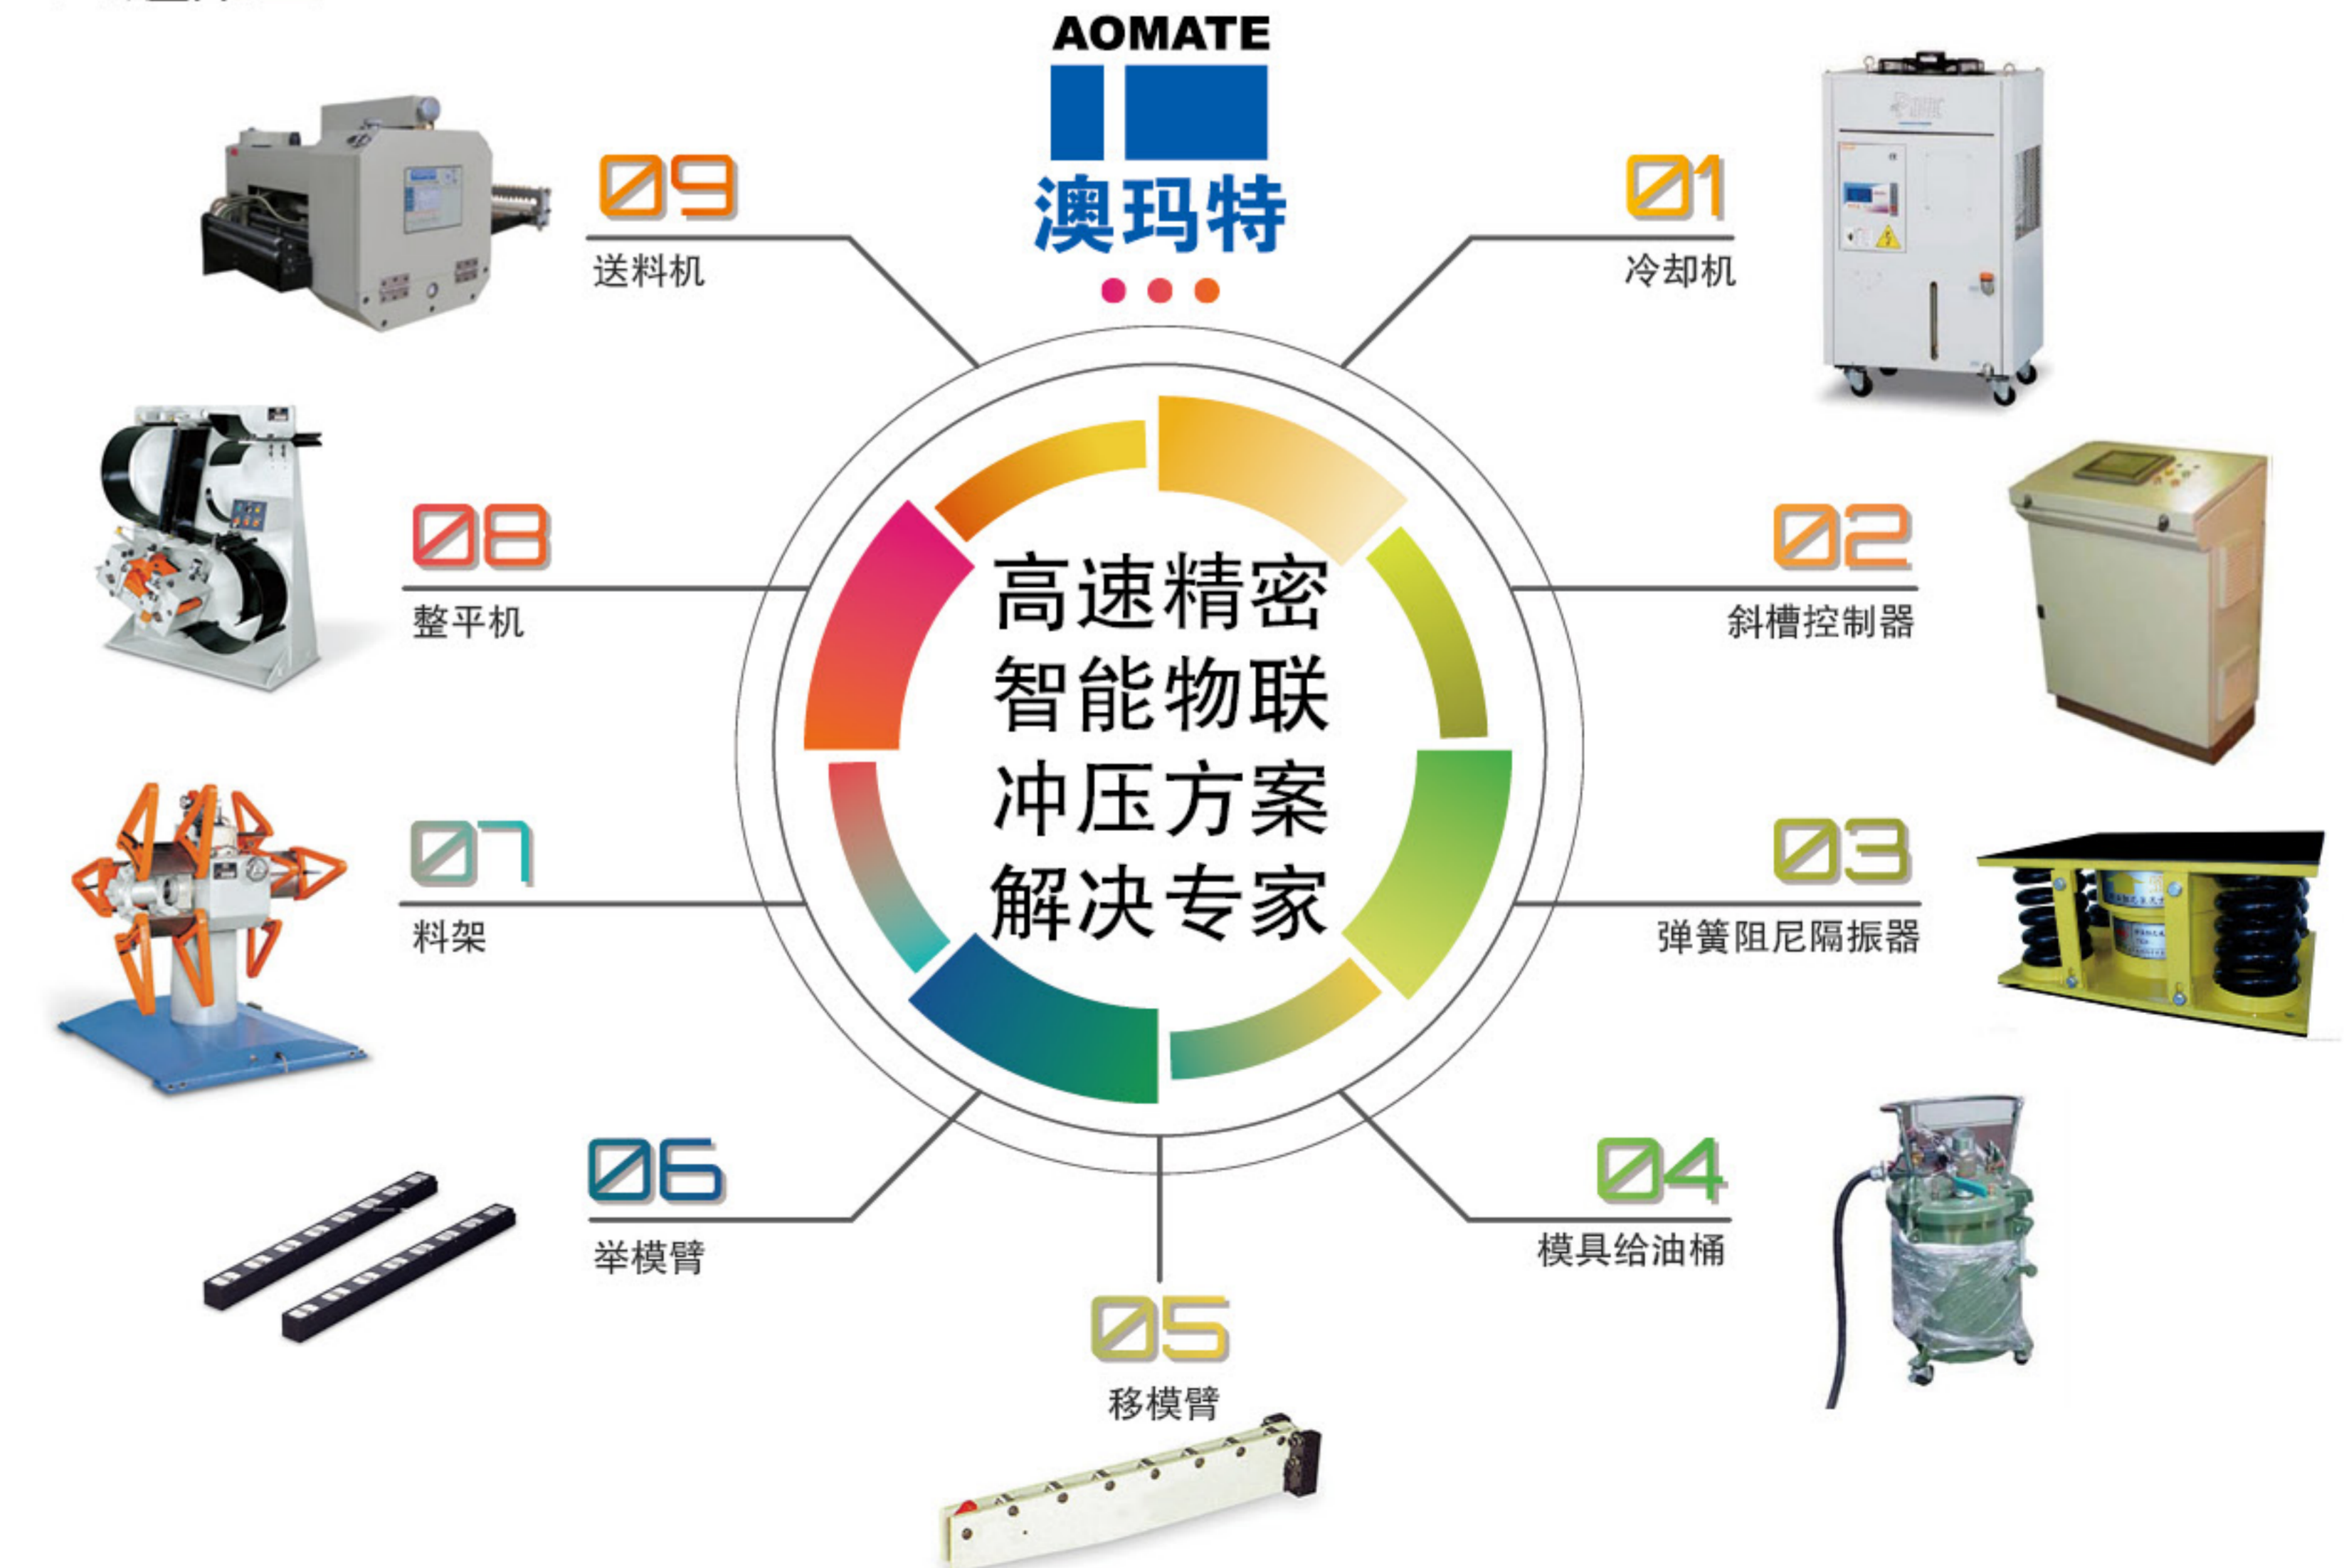 AOMATE
澳玛特
09
送料机
01
冷却机
08
整平机
02
斜槽控制器
高速精密
智能物联
冲压方案
解决专家
07
料架
03
弹簧阻尼隔振器
06
举模臂
04
模具给油桶
05
移模臂